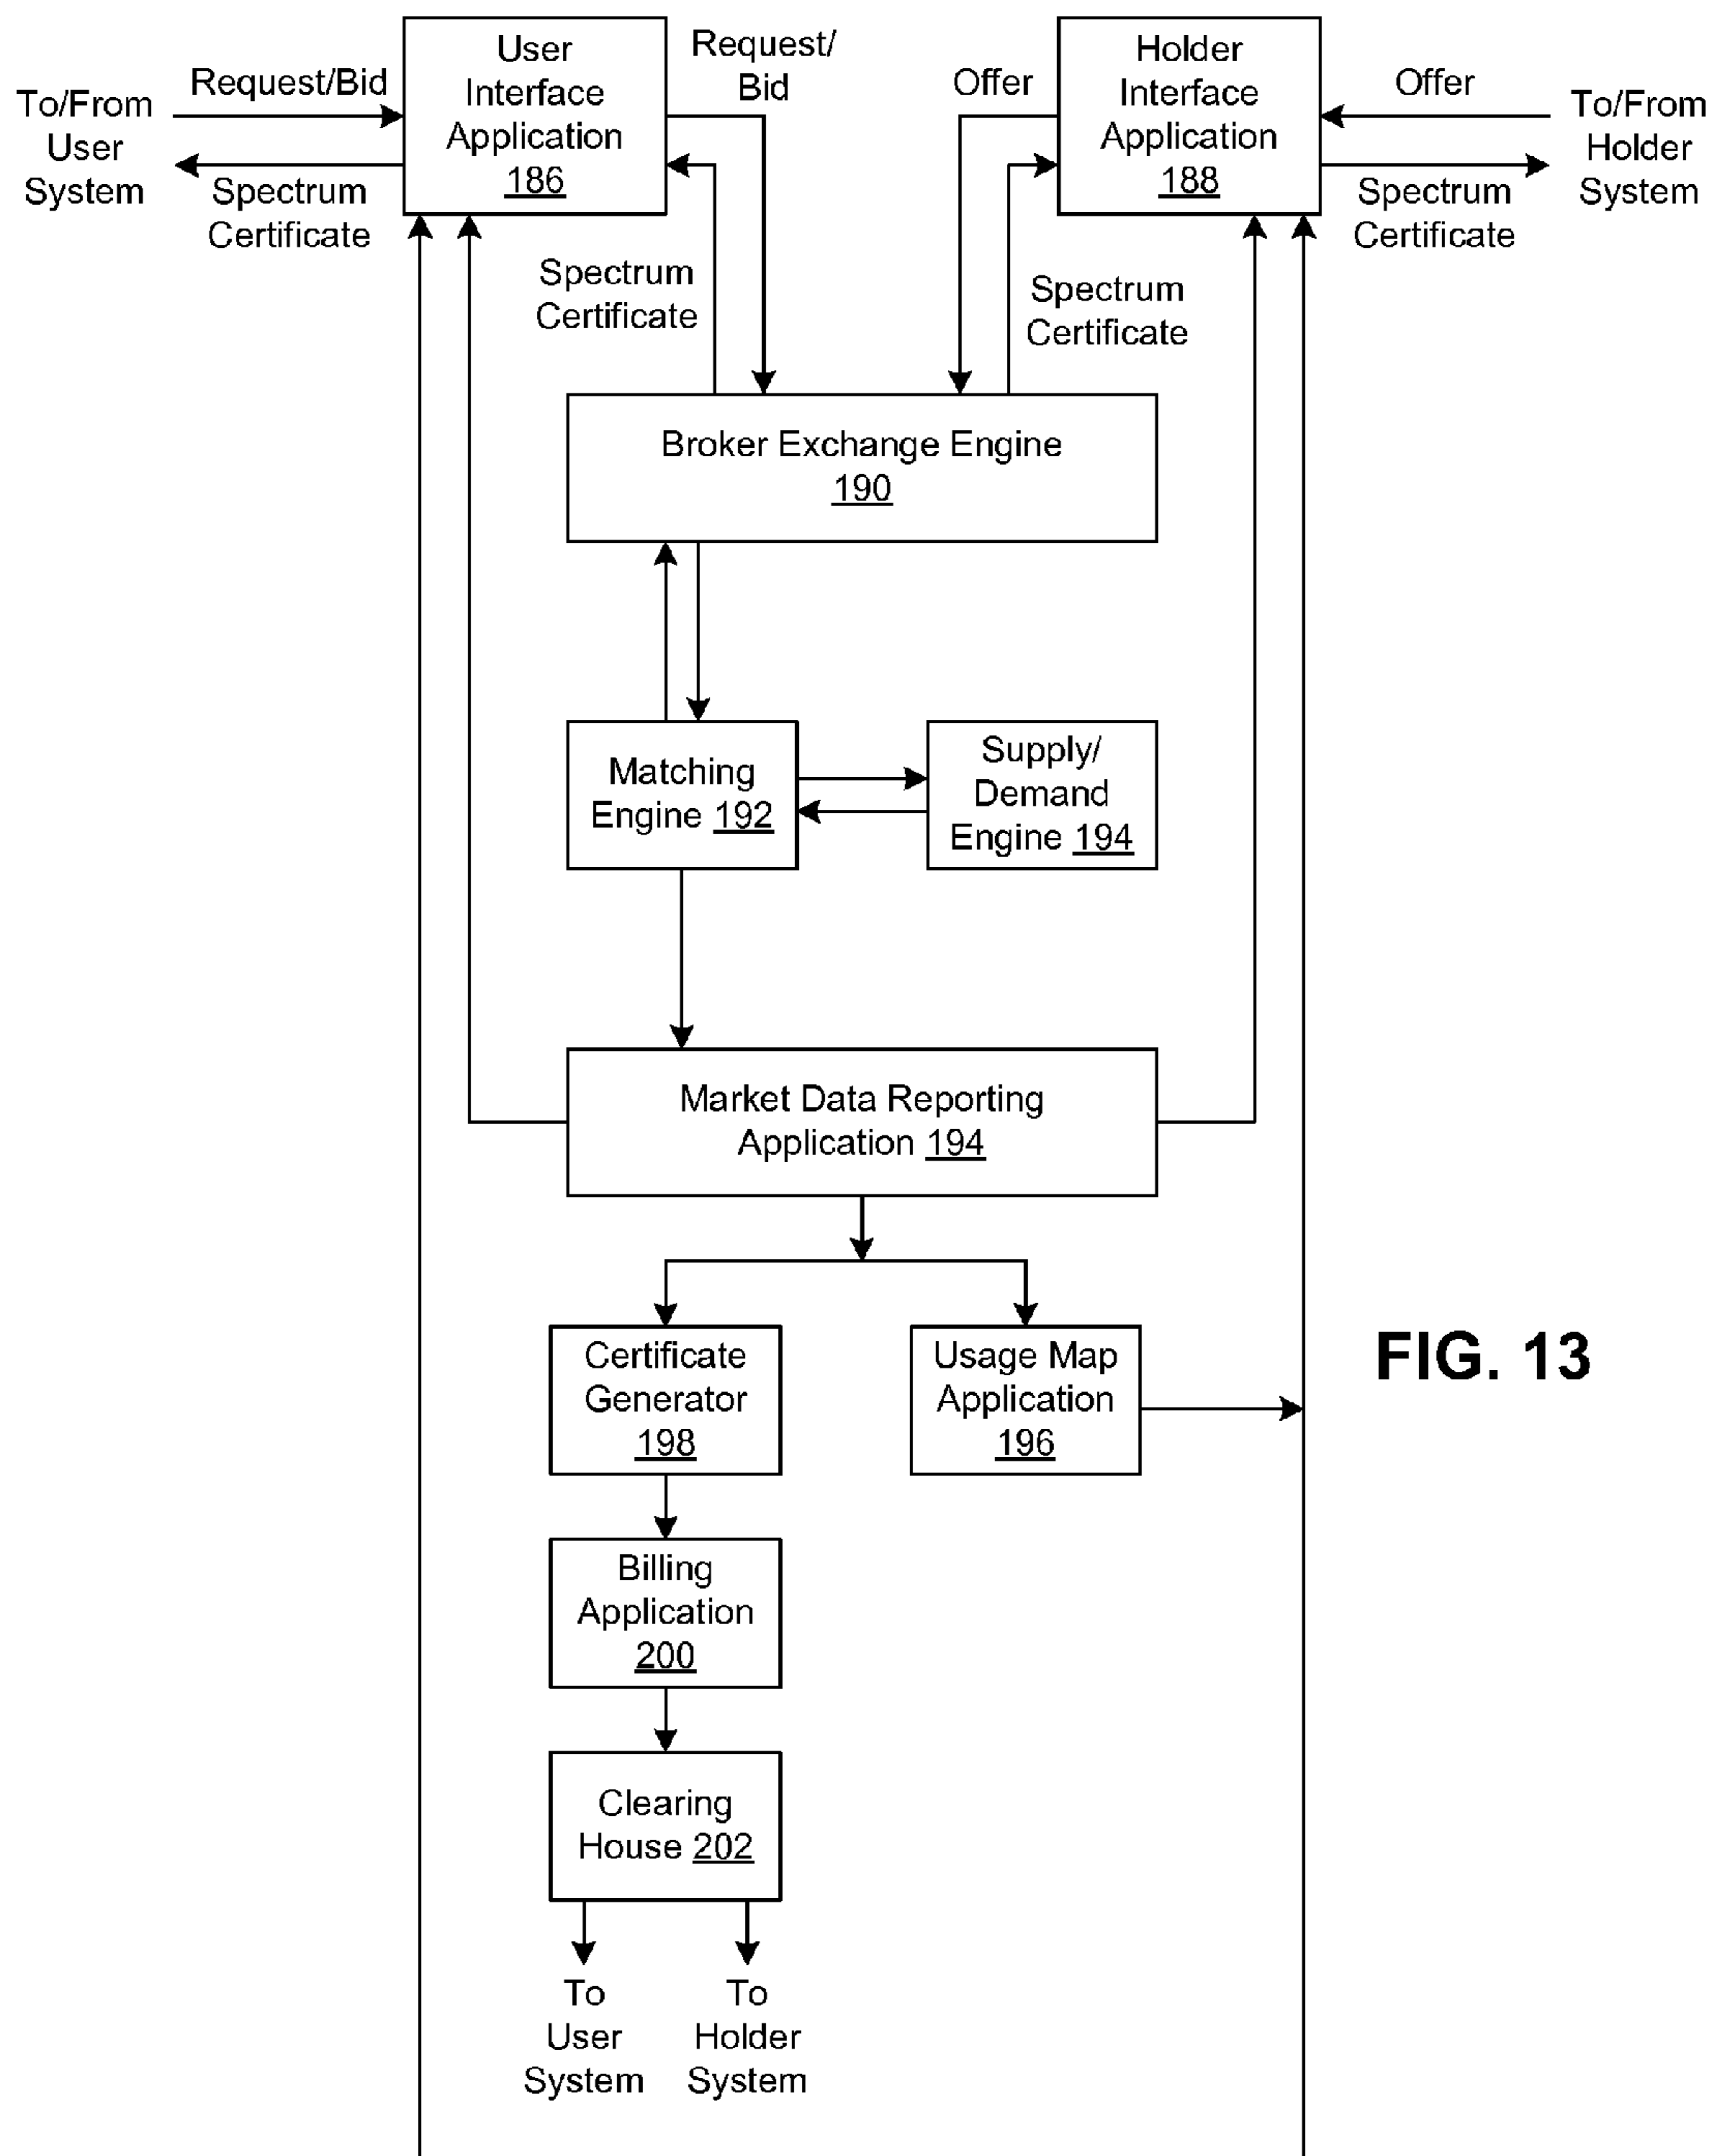 To/From
User
System
Request/Bid
Spectrum
Certificate
User
Interface
Application
186
Request/
Bid
Offer
Holder
Interface
Application
188
Offer
Spectrum
Certificate
To/From
Holder
System
Spectrum
Certificate
Spectrum
Certificate
Broker Exchange Engine
190
Matching
Engine 192
Supply/
Demand
Engine 194
Market Data Reporting
Application 194
Certificate
Generator
198
Usage Map
Application
196
FIG. 13
Billing
Application
200
Clearing
House 202
To
User
System
To
Holder
System